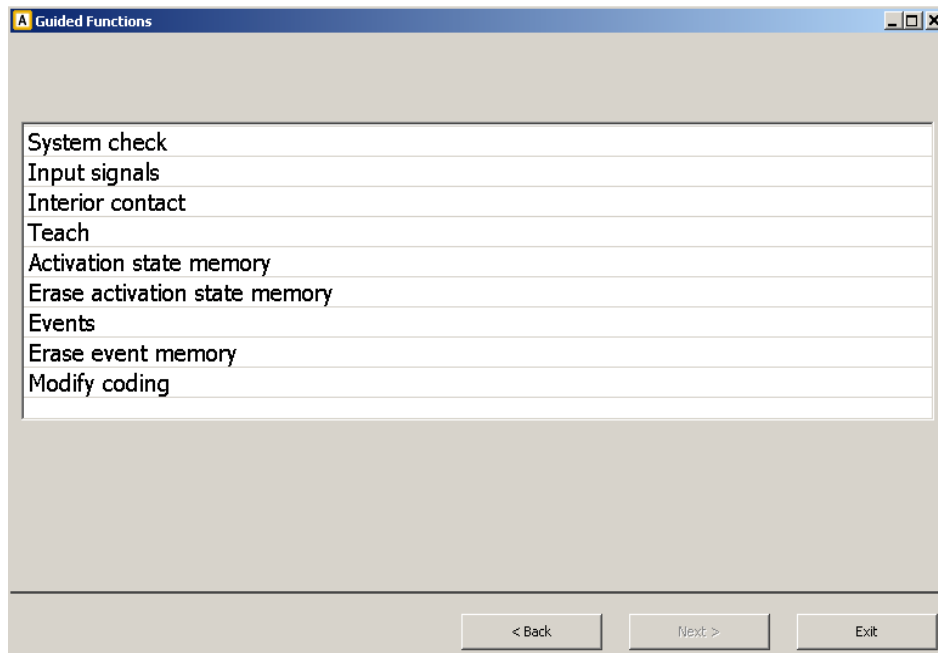 A Guided Functions
System check
Input signals
Interior contact
Teach
Activation state memory
Erase activation state memory
Events
Erase event memory
Modify coding
< Back Next > Exit